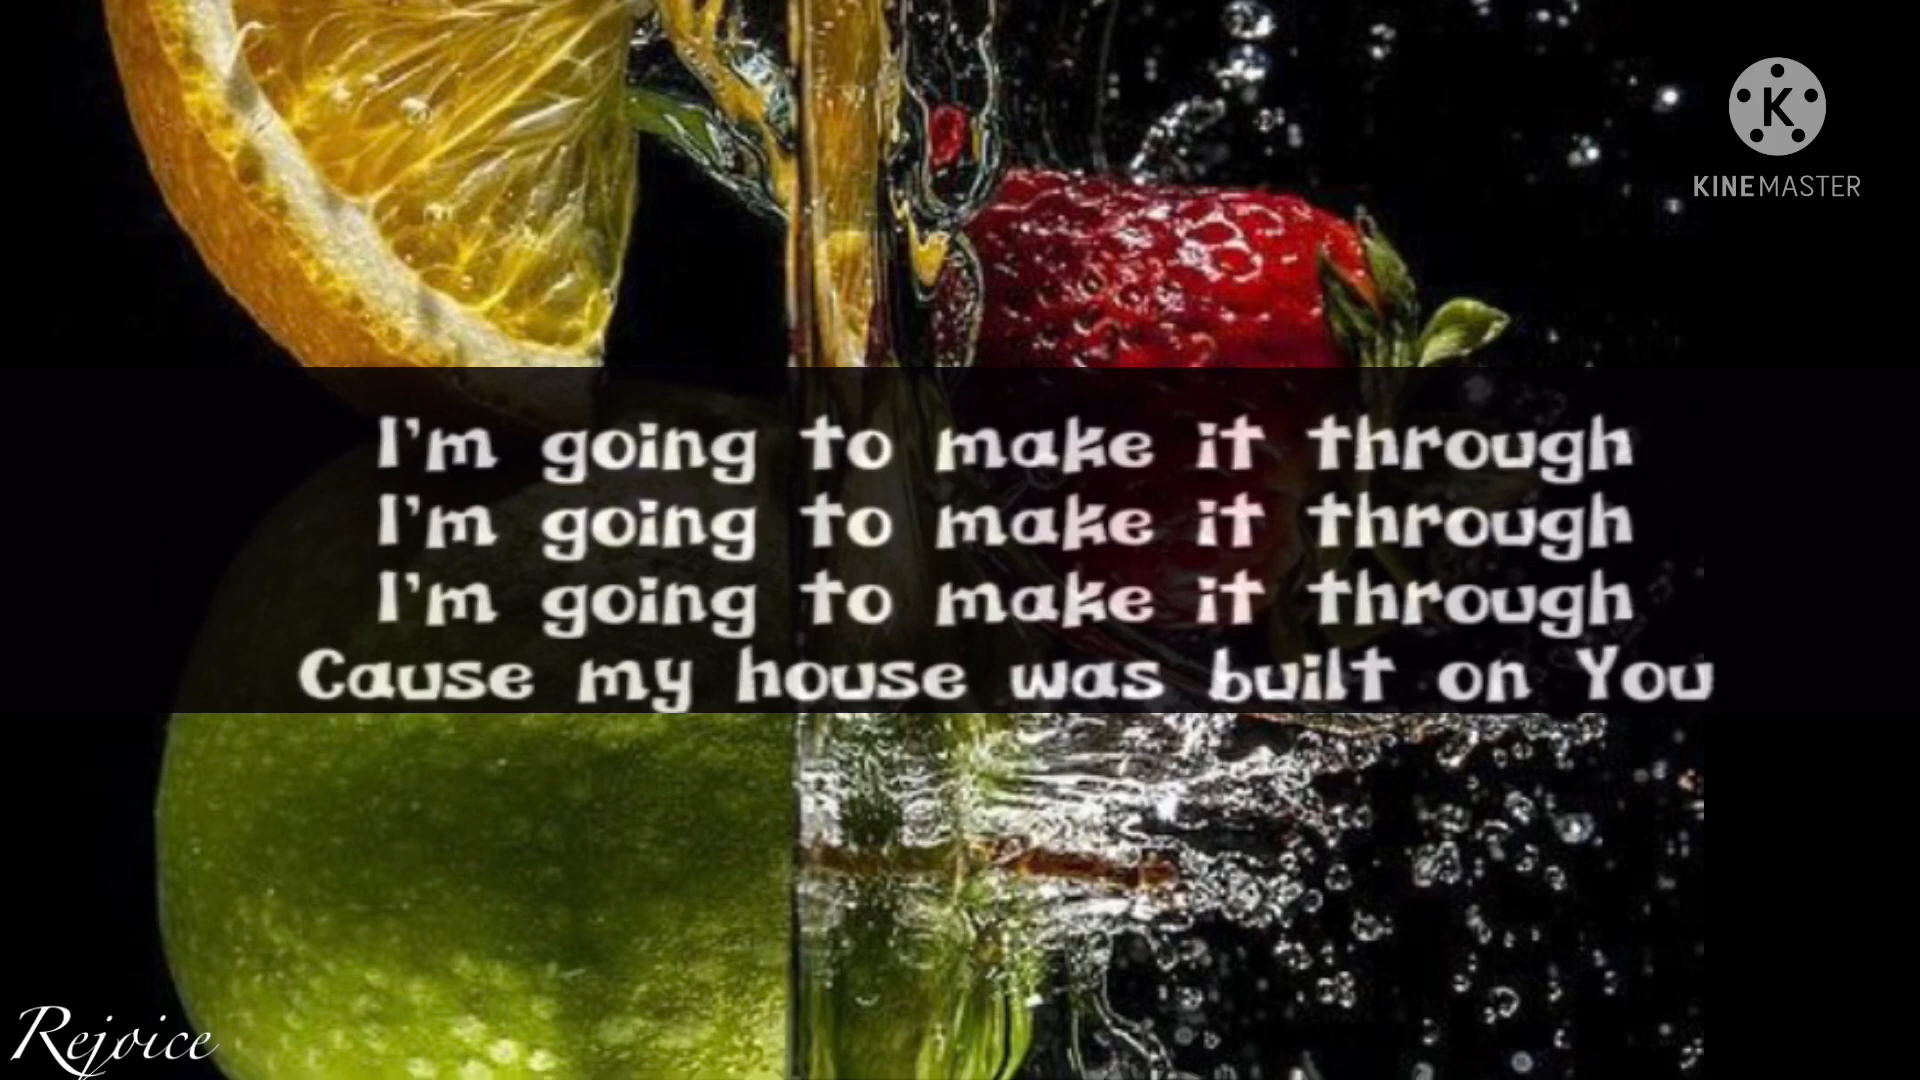 K
KINEMASTER
I'm going to make it through
I'm going to make it through
I'm going to make it through
Cause my house was built on You
Rejoice